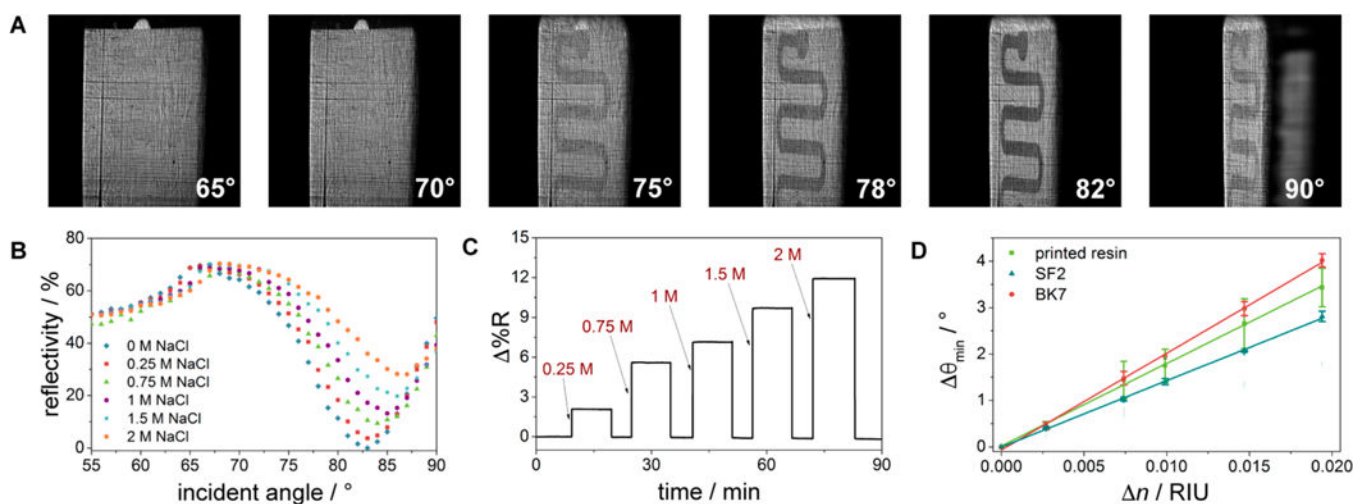 A
65°
70°
75°
78°
82°
90°
B
reflectivity / %
80
60
40
20
0
0 M NaCl
0.25 M NaCl
0.75 M NaCl
1 M NaCl
1.5 M NaCl
2 M NaCl
55 60 65 70 75 80 85 90
incident angle / °
C
Δ%R
15
12
9
6
3
0
0.25 M
0.75 M
1 M
1.5 M
2 M
0 30 60 90
time / min
D
Δθmin / °
4
3
2
1
0
printed resin
SF2
BK7
0.000 0.005 0.010 0.015 0.020
Δn / RIU